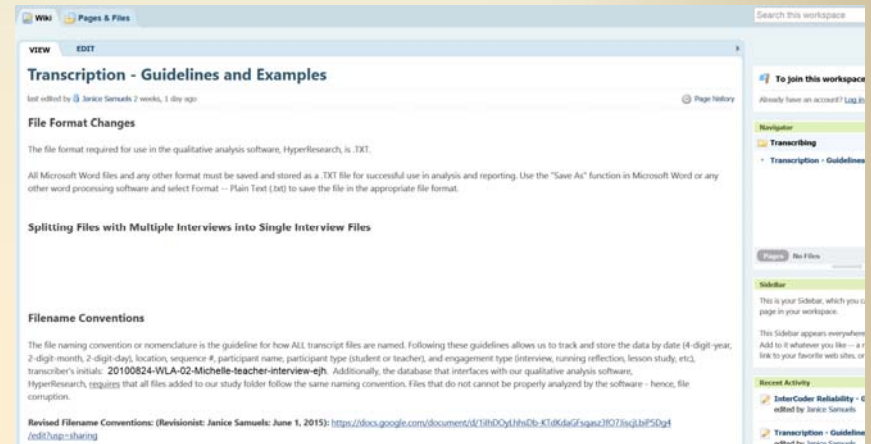 Wiki
Pages & Files
Search this workspace
VIEW EDIT
Transcription - Guidelines and Examples
last edited by Janice Samuels 2 weeks, 1 day ago
Page history
File Format Changes
The file format required for use in the qualitative analysis software, HyperResearch, is .TXT.
All Microsoft Word files and any other format must be saved and stored as a .TXT file for successful use in analysis and reporting. Use the "Save As" function in Microsoft Word or any
other word processing software and select Format -- Plain Text (.txt) to save the file in the appropriate file format.
Splitting Files with Multiple Interviews into Single Interview Files
Filename Conventions
The file naming convention or nomenclature is the guideline for how ALL transcript files are named. Following these guidelines allows us to track and store the data by date (4-digit-year,
2-digit-month, 2-digit-day), location, sequence #, participant name, participant type (student or teacher), and engagement type (interview, running reflection, lesson study, etc),
transcriber's initials: 20100824-WLA-02-Michelle-teacher-interview-ejh. Additionally, the database that interfaces with our qualitative analysis software,
HyperResearch, requires that all files added to our study folder follow the same naming convention. Files that do not cannot be properly analyzed by the software - hence, file
corruption.
Revised Filename Conventions: (Revisionist: Janice Samuels: June 1, 2015):
/edit?usp=sharing
To join this workspace
Already have an account? Log in
Navigator
Transcribing
Transcription - Guidelines
Pages No Files
SideBar
This is your Sidebar, which you
page in your workspace.
This Sidebar appears everywhere
Add to it whatever you like -- a
link to your favorite web sites, or
Recent Activity
InterCoder Reliability - G
edited by Janice Samuels
Transcription - Guideline
edited by Janice Samuels